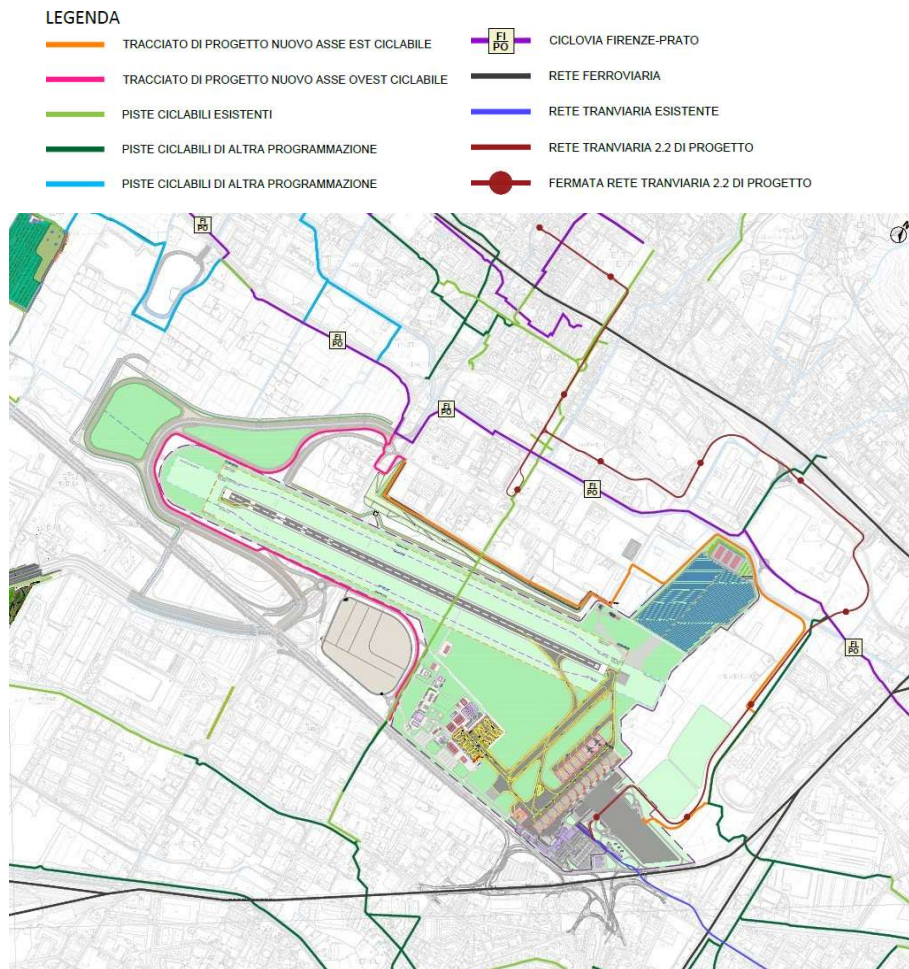 LEGENDA
TRACCIATO DI PROGETTO NUOVO ASSE EST CICLABILE
TRACCIATO DI PROGETTO NUOVO ASSE OVEST CICLABILE
PISTE CICLABILI ESISTENTI
PISTE CICLABILI DI ALTRA PROGRAMMAZIONE
PISTE CICLABILI DI ALTRA PROGRAMMAZIONE
FI
PO
CICLOVIA FIRENZE-PRATO
RETE FERROVIARIA
RETE TRANVIARIA ESISTENTE
RETE TRANVIARIA 2.2 DI PROGETTO
FERMATA RETE TRANVIARIA 2.2 DI PROGETTO
FI
PO
FI
PO
FI
PO
FI
PO
FI
PO